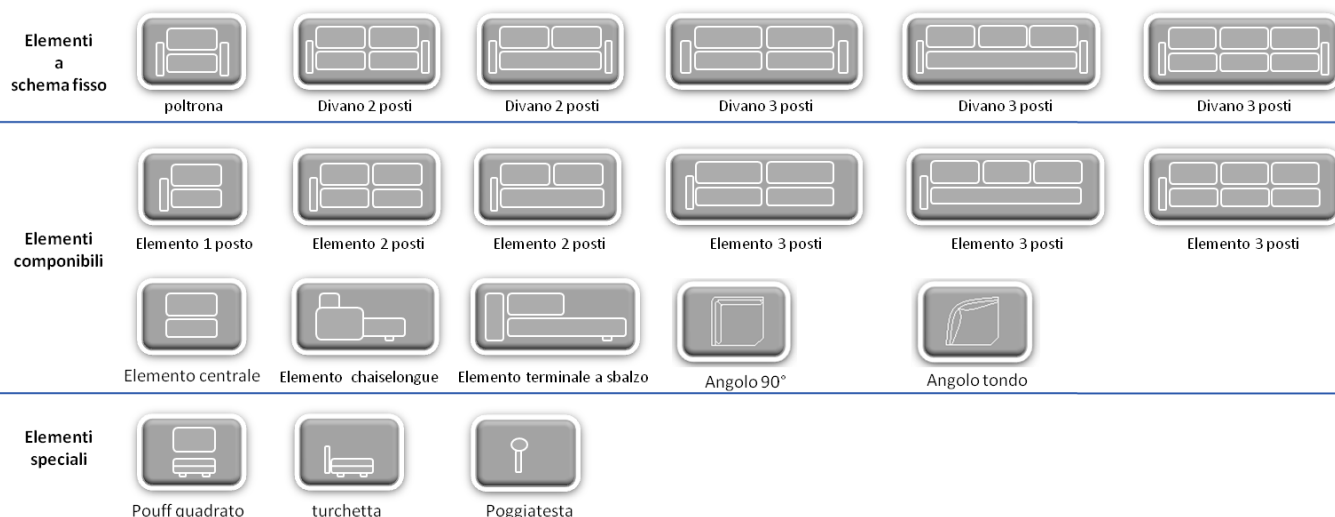 Elementi
a
schema fisso
poltrona
Divano 2 posti
Divano 2 posti
Divano 3 posti
Divano 3 posti
Divano 3 posti
Elementi
componibili
Elemento 1 posto
Elemento 2 posti
Elemento 2 posti
Elemento 3 posti
Elemento 3 posti
Elemento 3 posti
Elemento centrale
Elemento chaiselongue
Elemento terminale a sbalzo
Angolo 90°
Angolo tondo
Elementi
speciali
Pouff quadrato
turchetta
Poggiatesta